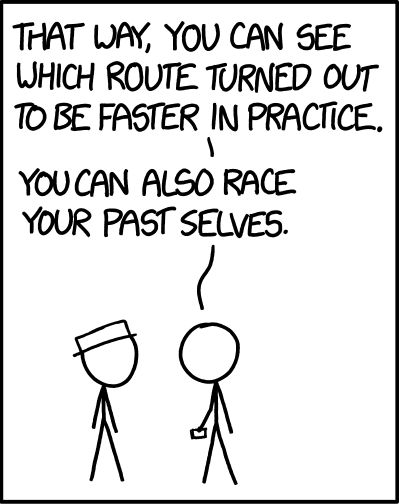 THAT WAY, YOU CAN SEE
WHICH ROUTE TURNED OUT
TO BE FASTER IN PRACTICE.
YOU CAN ALSO RACE
YOUR PAST SELVES.